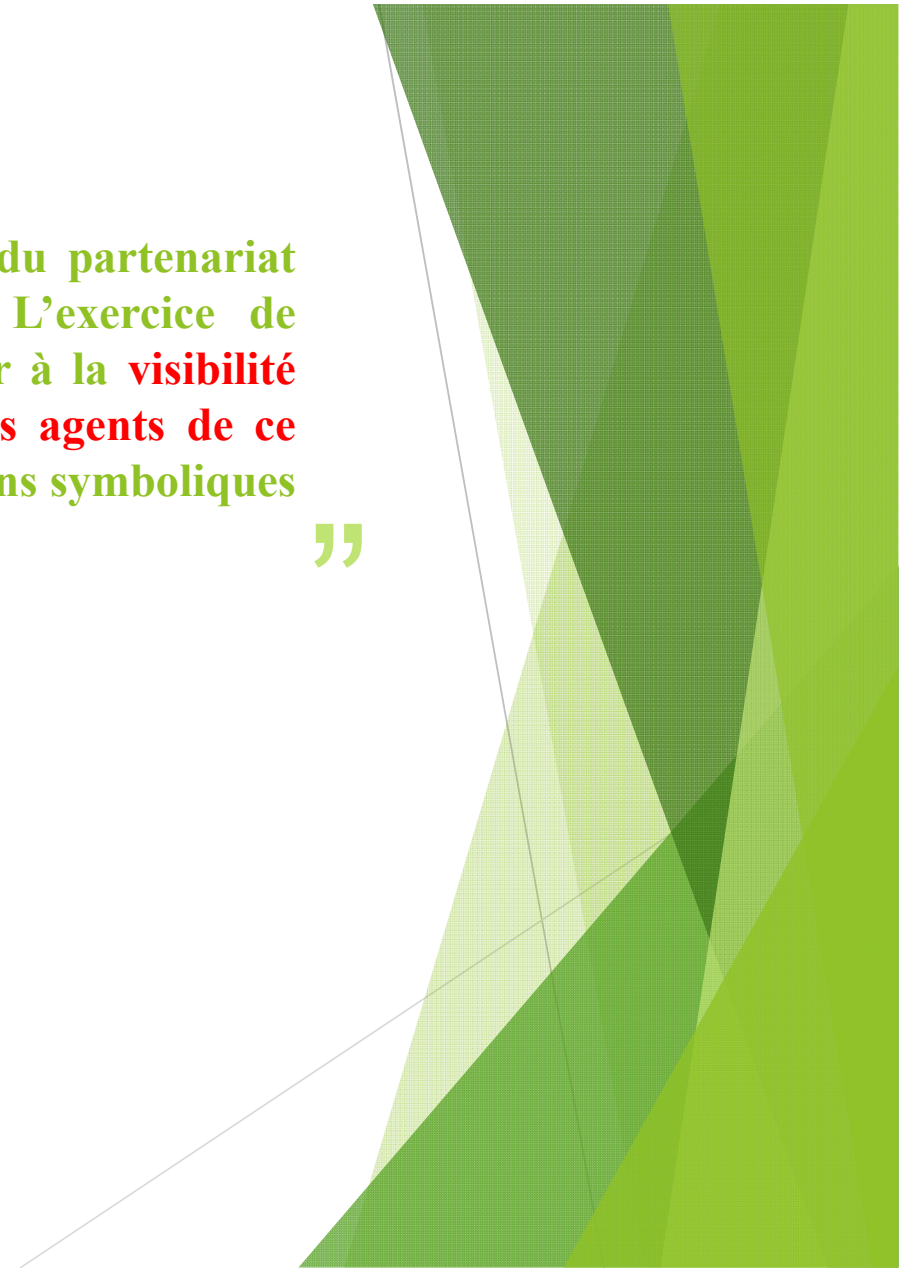 du partenariat
L’exercice de
r à la visibilité
s agents de ce
ns symboliques
”